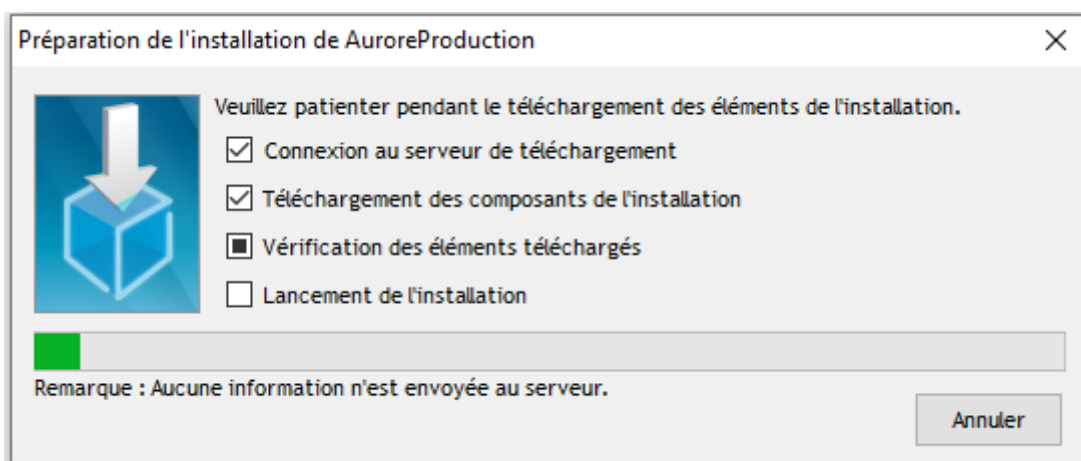 Préparation de l'installation de AuroreProduction
Veuillez patienter pendant le téléchargement des éléments de l'installation.
Connexion au serveur de téléchargement
Téléchargement des composants de l'installation
Vérification des éléments téléchargés
Lancement de l'installation
Remarque : Aucune information n'est envoyée au serveur.
Annuler